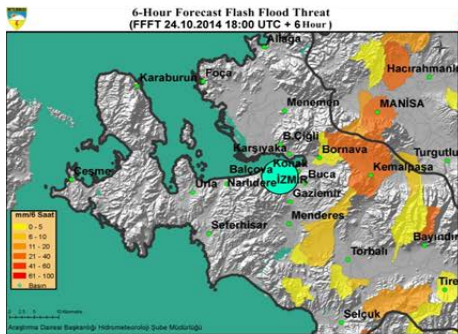 6-Hour Forecast Flash Flood Threat
(FFFT 24.10.2014 18:00 UTC + 6 Hour)
Aliağa
Hacırahmanlı
Karaburun
Foça
Menemen
MANİSA
Karşıyaka
B.Çiğli
Bornova
Turgutlu
Balçova
Konak
Kemalpaşa
Çeşme
Urla
Narlıdere
İZMİR
Buca
Gaziemir
Seferhisar
Menderes
Bayındır
Torbalı
Tire
Selçuk
mm/6 Saat
0 - 5
6 - 10
11 - 20
21 - 40
41 - 60
61 - 100
Basın
Araştırma Dairesi Başkanlığı Hidrometeoroloji Şube Müdürlüğü